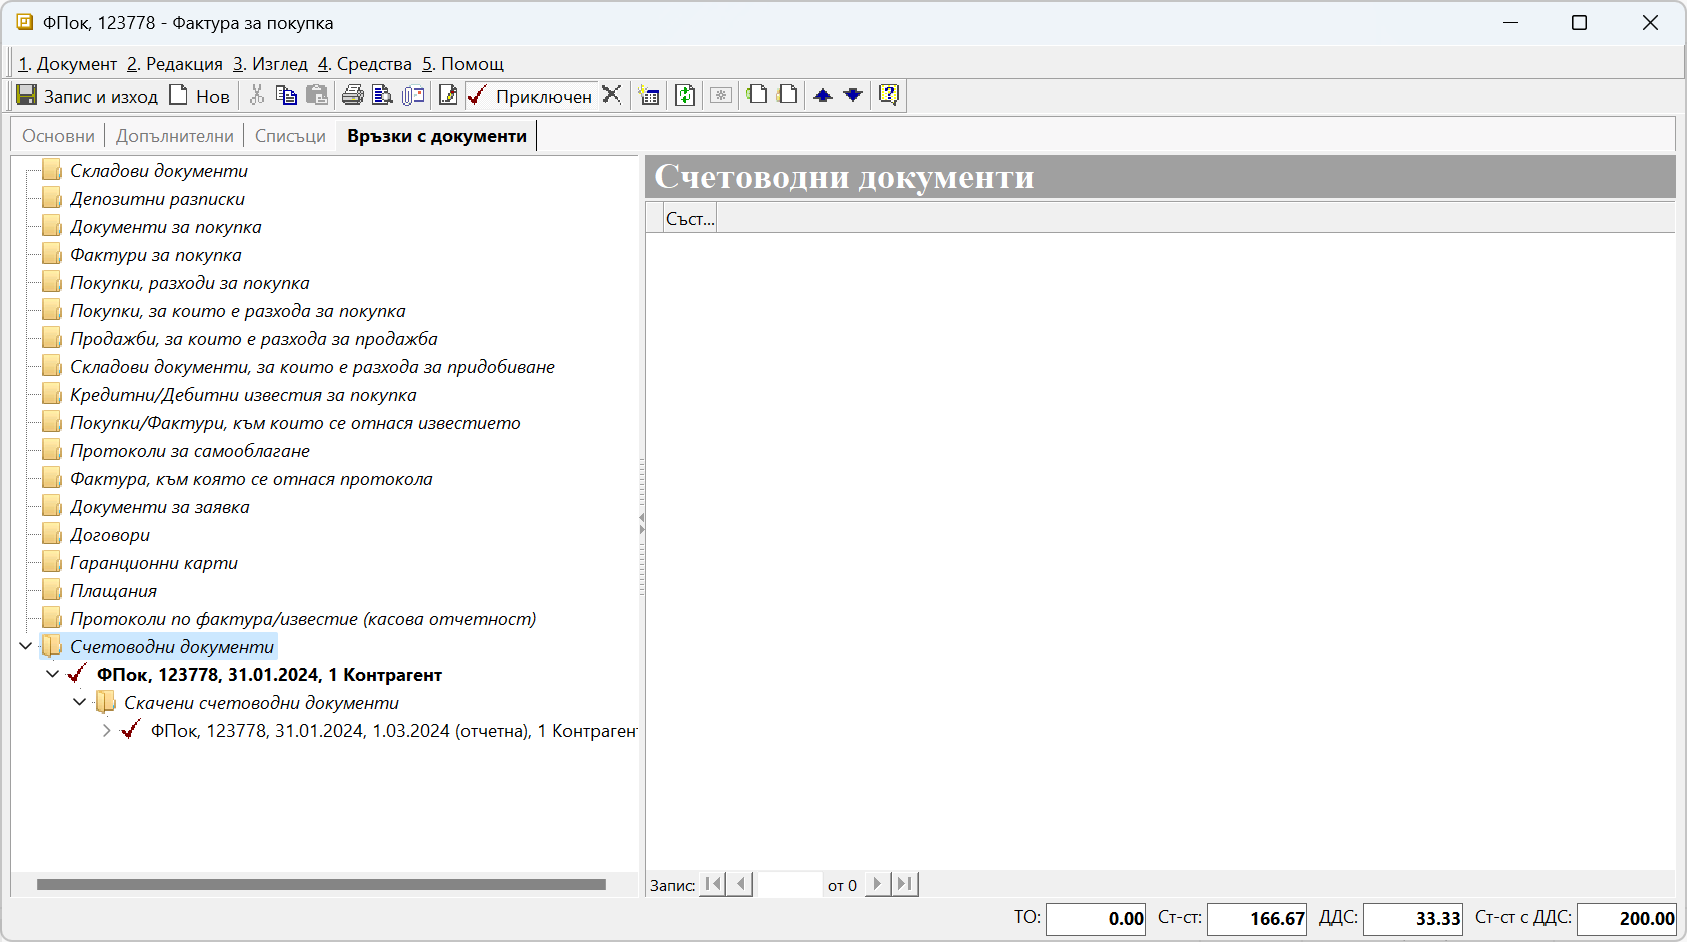 ФПок, 123778 - Фактура за покупка
1. Документ 2. Редакция 3. Изглед 4. Средства 5. Помощ
Запис и изход Нов Приключен
Основни Допълнителни Списъци Връзки с документи
Складови документи
Депозитни разписки
Документи за покупка
Фактури за покупка
Покупки, разходи за покупка
Покупки, за които е разхода за покупка
Продажби, за които е разхода за продажба
Складови документи, за които е разхода за придобиване
Кредитни/Дебитни известия за покупка
Покупки/Фактури, към които се отнася известието
Протоколи за самооблагане
Фактура, към която се отнася протокола
Документи за заявка
Договори
Гаранционни карти
Плащания
Протоколи по фактура/известие (касова отчетност)
Счетоводни документи
ФПок, 123778, 31.01.2024, 1 Контрагент
Скачени счетоводни документи
ФПок, 123778, 31.01.2024, 1.03.2024 (отчетна), 1 Контраген
Счетоводни документи
Съст...
Запис: от 0
ТО: 0.00 Ст-ст: 166.67 ДДС: 33.33 Ст-ст с ДДС: 200.00